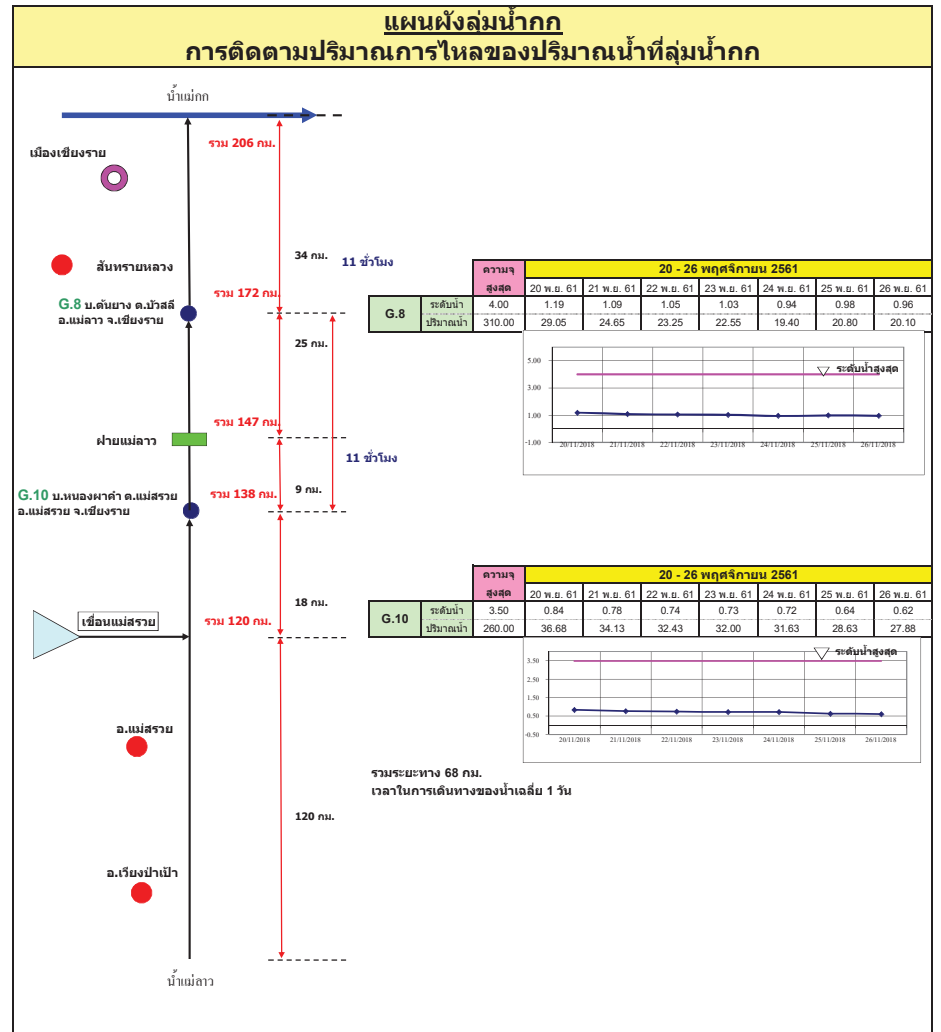 แผนผังลุ่มน้ำกก
การติดตามปริมาณการไหลของปริมาณน้ำที่ลุ่มน้ำกก
น้ำแม่กก
รวม 206 กม.
เมืองเชียงราย
34 กม.
11 ชั่วโมง
สันทรายหลวง
รวม 172 กม.
G.8 บ.ต้นยาง ต.บัวสลี
อ.แม่ลาว จ.เชียงราย
25 กม.
รวม 147 กม.
ฝายแม่ลาว
11 ชั่วโมง
9 กม.
รวม 138 กม.
G.10 บ.หนองผาคำ ต.แม่สรวย
อ.แม่สรวย จ.เชียงราย
18 กม.
เขื่อนแม่สรวย
รวม 120 กม.
อ.แม่สรวย
120 กม.
อ.เวียงป่าเป้า
น้ำแม่ลาว
ความจุ 20 - 26 พฤศจิกายน 2561
สูงสุด 20 พ.ย. 61 21 พ.ย. 61 22 พ.ย. 61 23 พ.ย. 61 24 พ.ย. 61 25 พ.ย. 61 26 พ.ย. 61
G.8 ระดับน้ำ 4.00 1.19 1.09 1.05 1.03 0.94 0.98 0.96
ปริมาณน้ำ 310.00 29.05 24.65 23.25 22.55 19.40 20.80 20.10
ระดับน้ำสูงสุด
5.00
3.00
1.00
-1.00
20/11/2018 21/11/2018 22/11/2018 23/11/2018 24/11/2018 25/11/2018 26/11/2018
ความจุ 20 - 26 พฤศจิกายน 2561
สูงสุด 20 พ.ย. 61 21 พ.ย. 61 22 พ.ย. 61 23 พ.ย. 61 24 พ.ย. 61 25 พ.ย. 61 26 พ.ย. 61
G.10 ระดับน้ำ 3.50 0.84 0.78 0.74 0.73 0.72 0.64 0.62
ปริมาณน้ำ 260.00 36.68 34.13 32.43 32.00 31.63 28.63 27.88
ระดับน้ำสูงสุด
3.50
2.50
1.50
0.50
-0.50
20/11/2018 21/11/2018 22/11/2018 23/11/2018 24/11/2018 25/11/2018 26/11/2018
รวมระยะทาง 68 กม.
เวลาในการเดินทางของน้ำเฉลี่ย 1 วัน